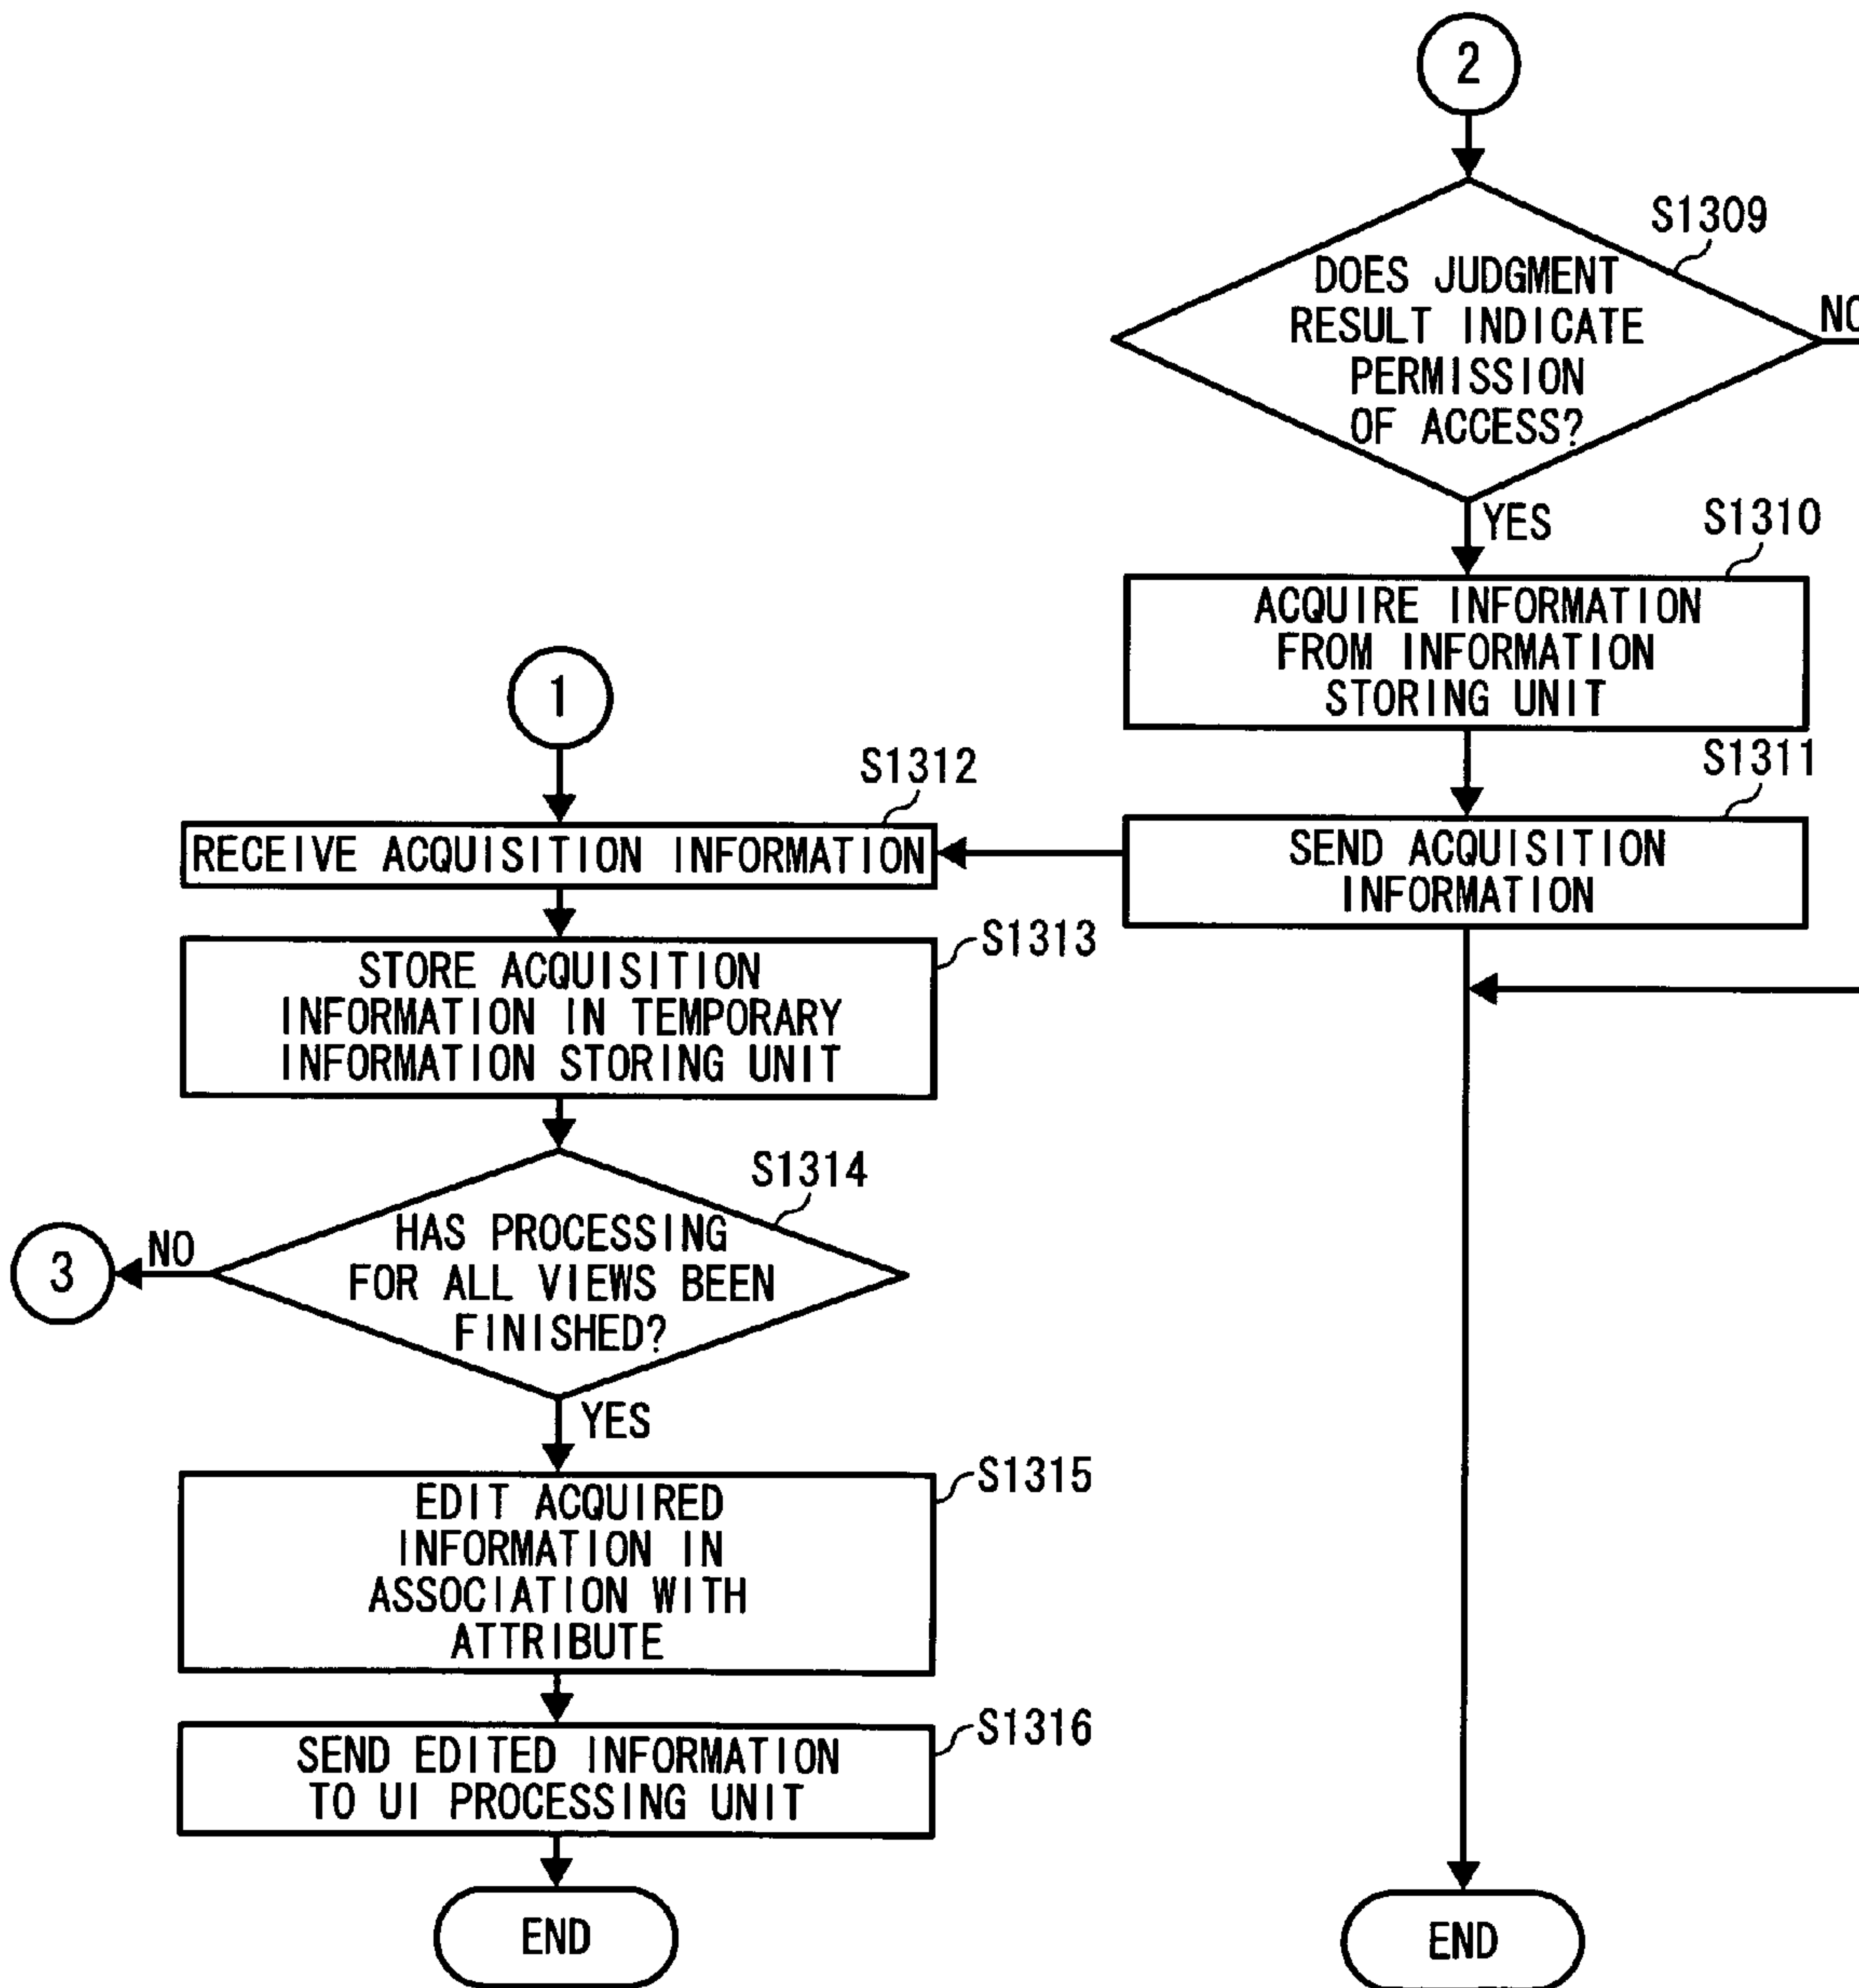 2
S1309
DOES JUDGMENT
RESULT INDICATE
PERMISSION
OF ACCESS?
NO
YES
S1310
ACQUIRE INFORMATION
FROM INFORMATION
STORING UNIT
1
S1312
RECEIVE ACQUISITION INFORMATION
S1311
SEND ACQUISITION
INFORMATION
S1313
STORE ACQUISITION
INFORMATION IN TEMPORARY
INFORMATION STORING UNIT
S1314
HAS PROCESSING
FOR ALL VIEWS BEEN
FINISHED?
NO
3
YES
S1315
EDIT ACQUIRED
INFORMATION IN
ASSOCIATION WITH
ATTRIBUTE
S1316
SEND EDITED INFORMATION
TO UI PROCESSING UNIT
END
END